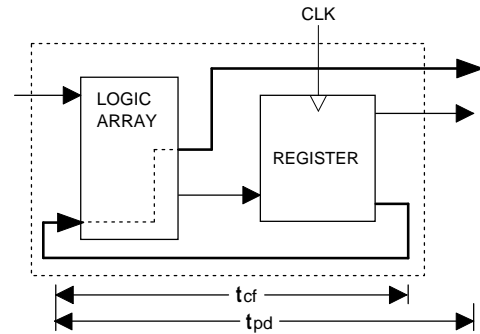 CLK
LOGIC
ARRAY
REGISTER
tcf
tpd